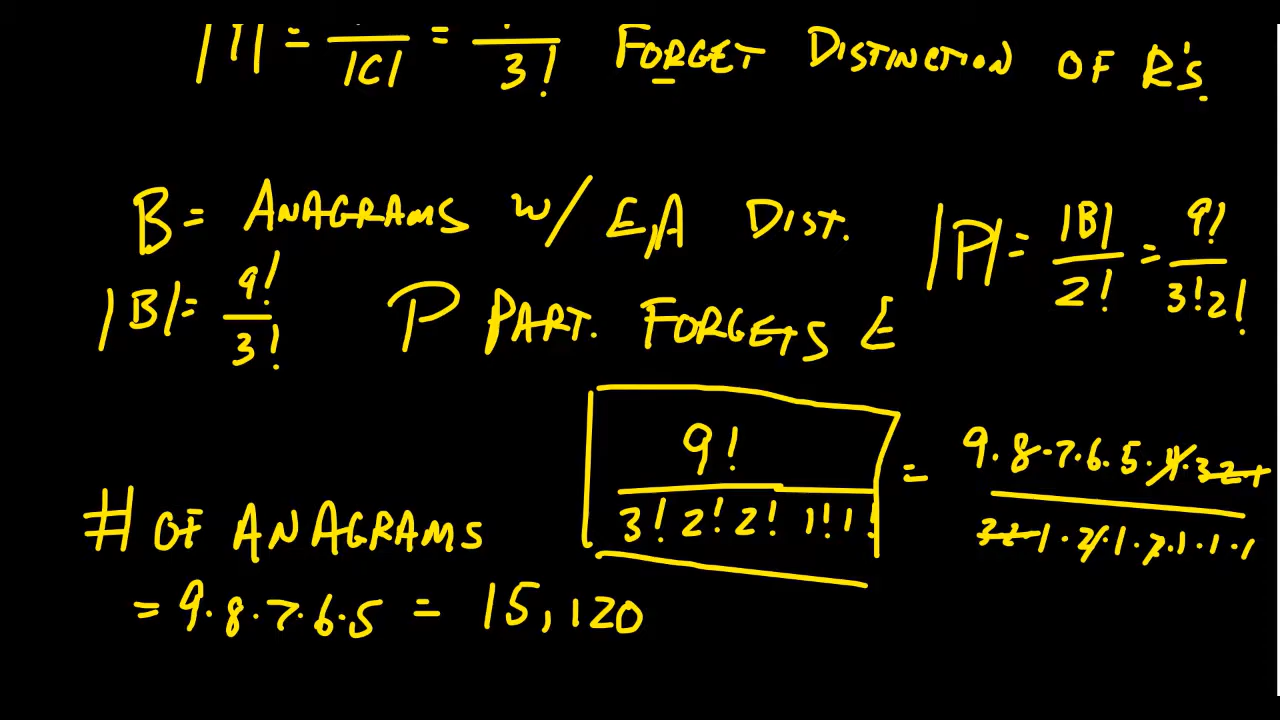 |T| = /|C| = /3! FORGET DISTINCTION OF R's
B = ANAGRAMS W/ E,A DIST.
|P| = |B|/2! = 9!/3!2!
|B| = 9!/3!
P PART. FORGETS E
9!/3!2!2!1!1! = 9·8·7·6·5·4·3·2·1/3·2·1·2·1·2·1·1·1
# OF ANAGRAMS
= 9·8·7·6·5 = 15,120